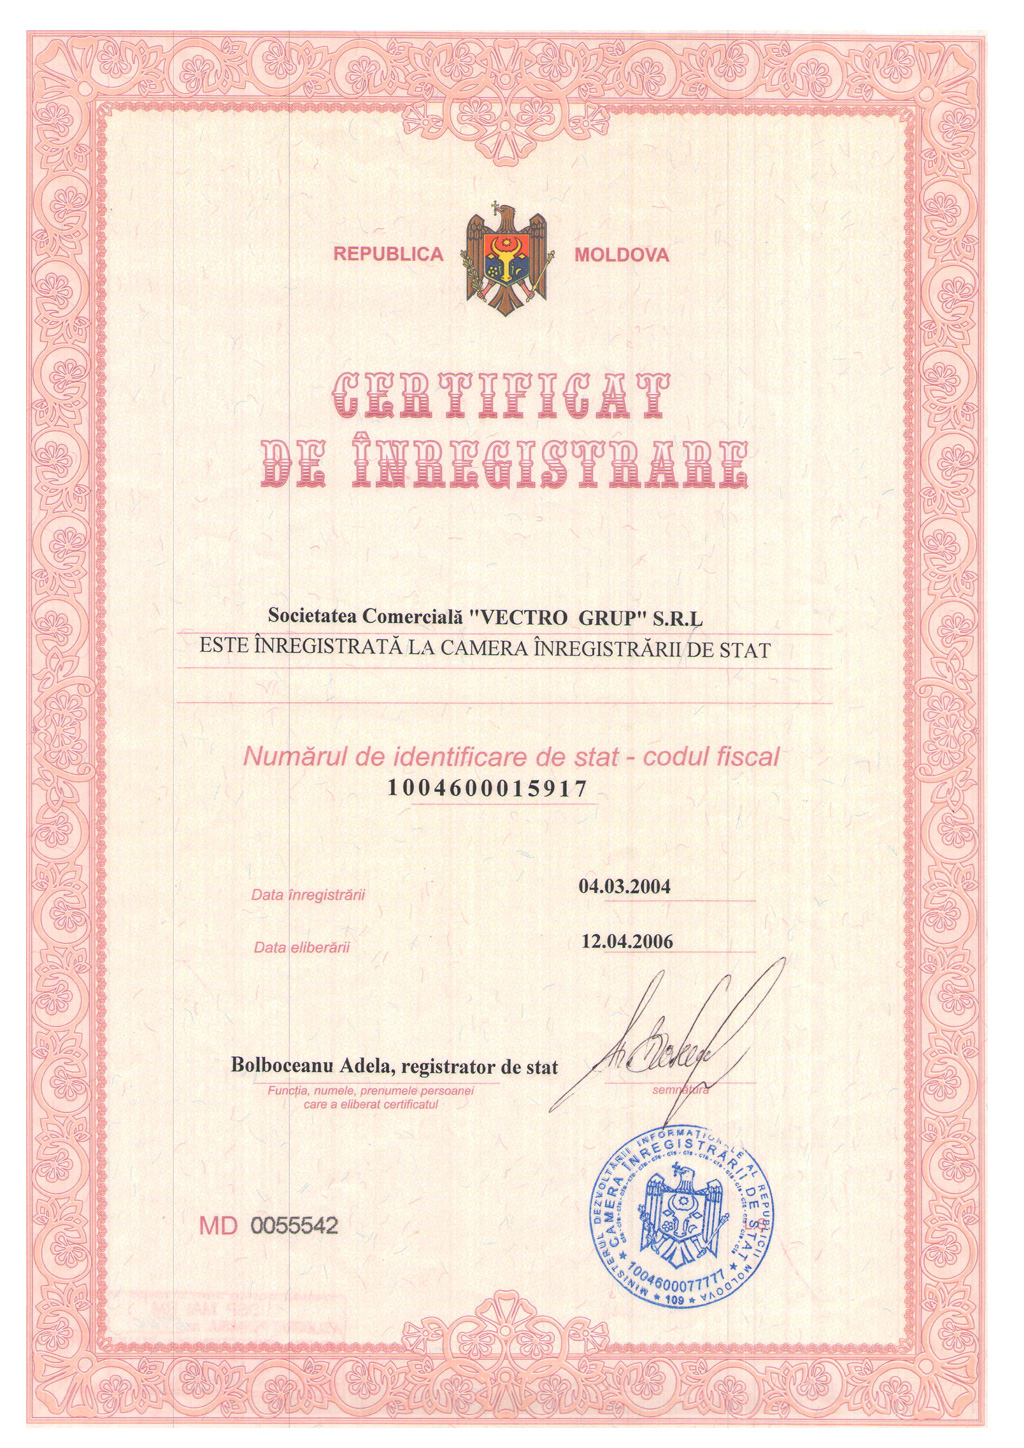 REPUBLICA MOLDOVA
CERTIFICAT
DE ÎNREGISTRARE
Societatea Comercială "VECTRO GRUP" S.R.L
ESTE ÎNREGISTRATĂ LA CAMERA ÎNREGISTRĂRII DE STAT
Numărul de identificare de stat - codul fiscal
1004600015917
Data înregistrării 04.03.2004
Data eliberării 12.04.2006
Bolboceanu Adela, registrator de stat
Funcția, numele, prenumele persoanei semnătura
care a eliberat certificatul
MINISTERUL DEZVOLTĂRII INFORMAȚIONALE AL REPUBLICII MOLDOVA
CAMERA ÎNREGISTRĂRII DE STAT
1004600077777
109
MD 0055542